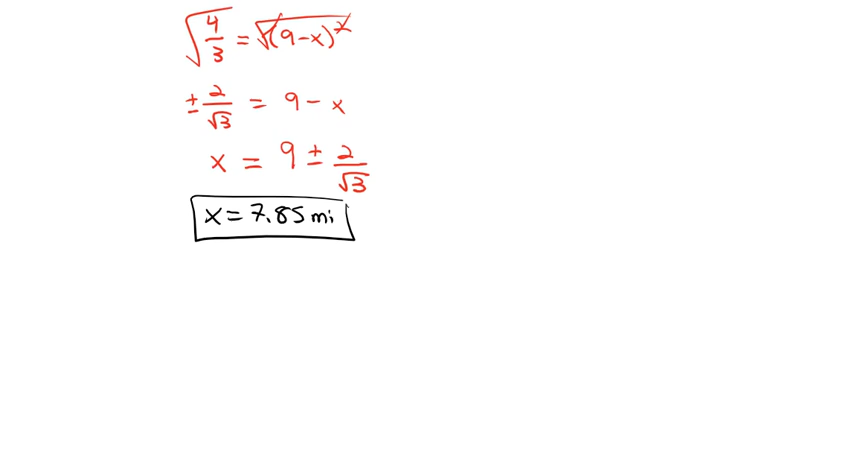 √(4/3) = √(9-x)²
± 2/√3 = 9 - x
x = 9 ± 2/√3
x = 7.85 mi